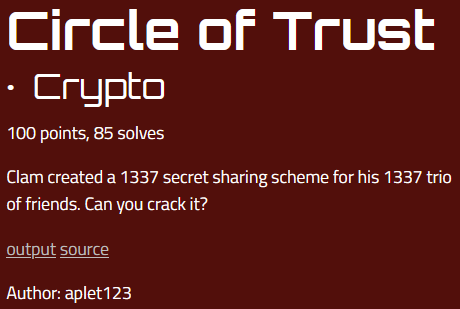 Circle of Trust
• Crypto
100 points, 85 solves
Clam created a 1337 secret sharing scheme for his 1337 trio
of friends. Can you crack it?
output source
Author: aplet123